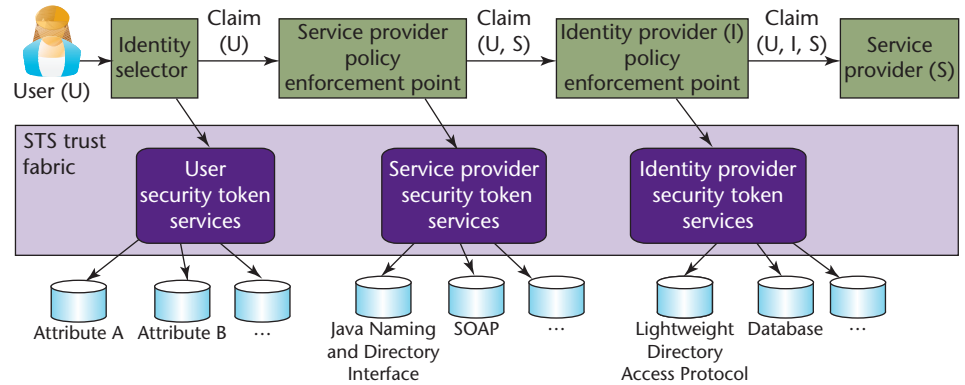 User (U)
Identity
selector
Claim
(U)
Service provider
policy
enforcement point
Claim
(U, S)
Identity provider (I)
policy
enforcement point
Claim
(U, I, S)
Service
provider (S)
STS trust
fabric
User
security token
services
Service provider
security token
services
Identity provider
security token
services
Attribute A
Attribute B
...
Java Naming
and Directory
Interface
SOAP
...
Lightweight
Directory
Access Protocol
Database
...